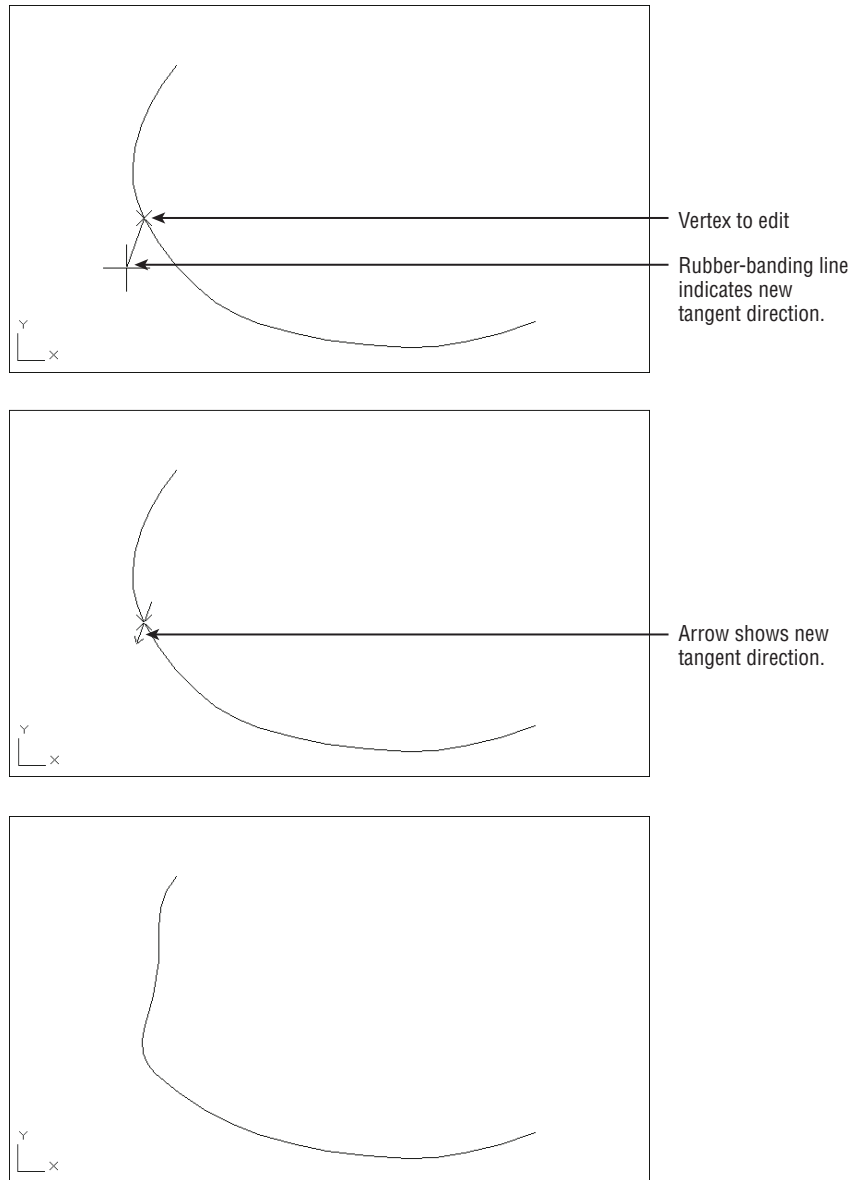 Vertex to edit
Rubber-banding line
indicates new
tangent direction.
Y
X
Arrow shows new
tangent direction.
Y
X
Y
X